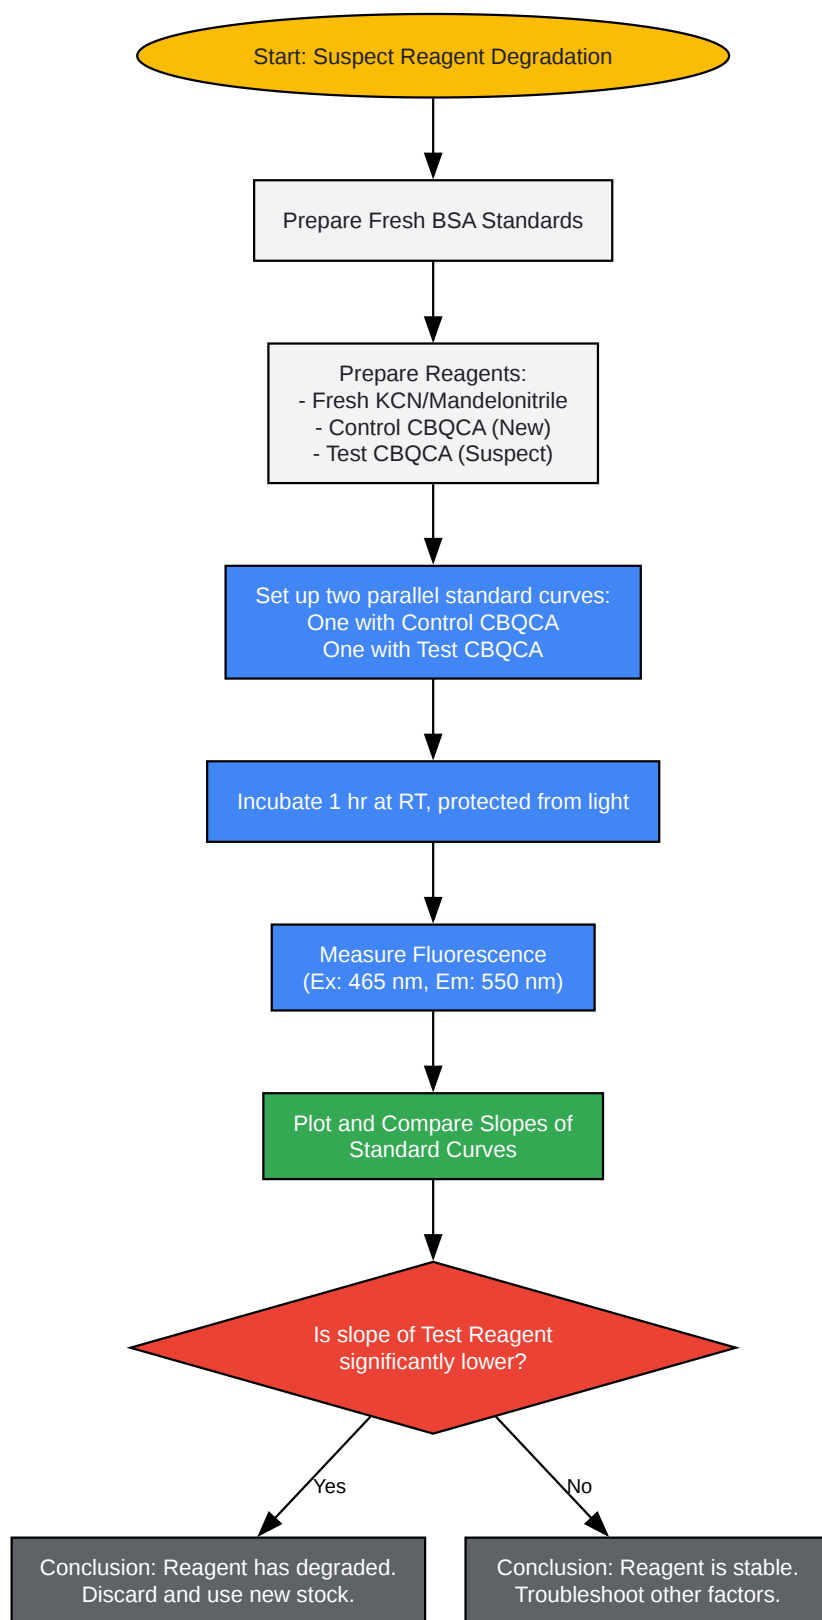 Start: Suspect Reagent Degradation
Prepare Fresh BSA Standards
Prepare Reagents:
- Fresh KCN/Mandelonitrile
- Control CBQCA (New)
- Test CBQCA (Suspect)
Set up two parallel standard curves:
One with Control CBQCA
One with Test CBQCA
Incubate 1 hr at RT, protected from light
Measure Fluorescence
(Ex: 465 nm, Em: 550 nm)
Plot and Compare Slopes of
Standard Curves
Is slope of Test Reagent
significantly lower?
Yes
No
Conclusion: Reagent has degraded.
Discard and use new stock.
Conclusion: Reagent is stable.
Troubleshoot other factors.